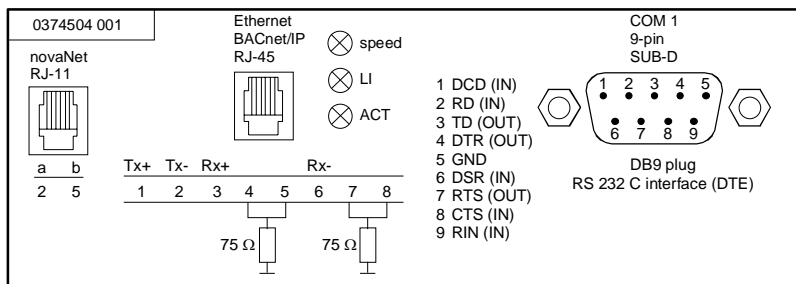 0374504 001
novaNet
RJ-11
a b
2 5
Ethernet
BACnet/IP
RJ-45
speed
LI
ACT
Tx+ Tx- Rx+ Rx-
1 2 3 4 5 6 7 8
75 Ω 75 Ω
1 DCD (IN)
2 RD (IN)
3 TD (OUT)
4 DTR (OUT)
5 GND
6 DSR (IN)
7 RTS (OUT)
8 CTS (IN)
9 RIN (IN)
COM 1
9-pin
SUB-D
1 2 3 4 5
6 7 8 9
DB9 plug
RS 232 C interface (DTE)